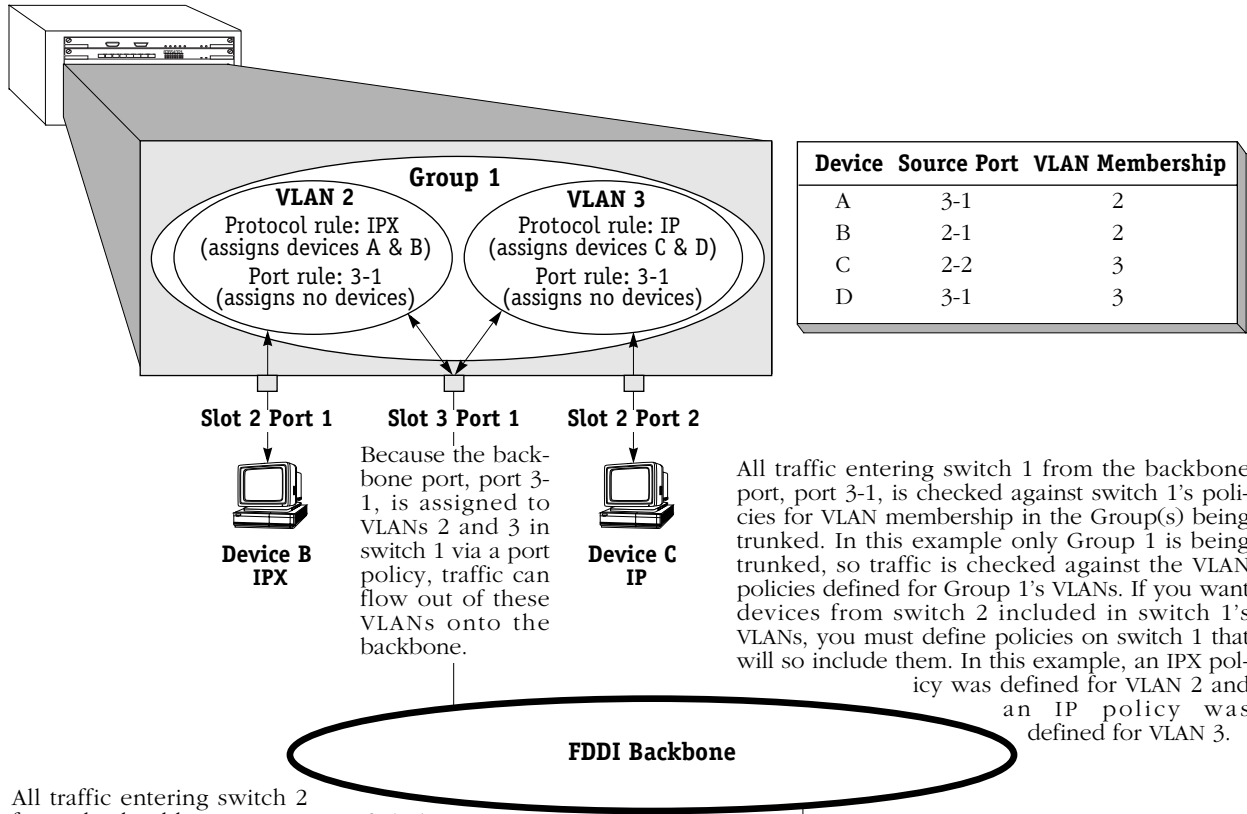 Group 1
VLAN 2
Protocol rule: IPX
(assigns devices A & B)
Port rule: 3-1
(assigns no devices)
VLAN 3
Protocol rule: IP
(assigns devices C & D)
Port rule: 3-1
(assigns no devices)
Device Source Port VLAN Membership
A 3-1 2
B 2-1 2
C 2-2 3
D 3-1 3
Slot 2 Port 1
Slot 3 Port 1
Slot 2 Port 2
Device B
IPX
Because the back-
bone port, port 3-
1, is assigned to
VLANs 2 and 3 in
switch 1 via a port
policy, traffic can
flow out of these
VLANs onto the
backbone.
Device C
IP
All traffic entering switch 1 from the backbone
port, port 3-1, is checked against switch 1's poli-
cies for VLAN membership in the Group(s) being
trunked. In this example only Group 1 is being
trunked, so traffic is checked against the VLAN
policies defined for Group 1's VLANs. If you want
devices from switch 2 included in switch 1's
VLANs, you must define policies on switch 1 that
will so include them. In this example, an IPX pol-
icy was defined for VLAN 2 and
an IP policy was
defined for VLAN 3.
FDDI Backbone
All traffic entering switch 2